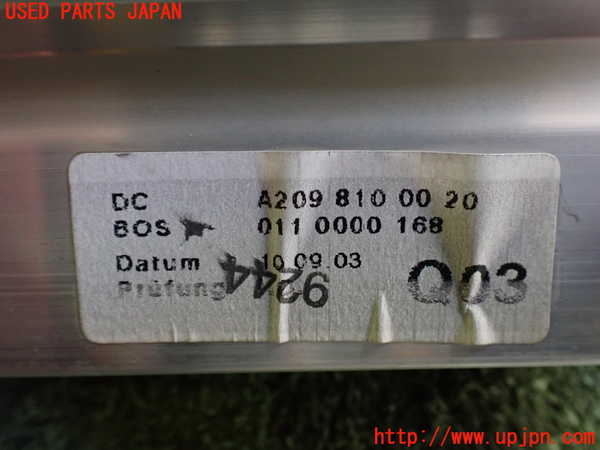 USED PARTS JAPAN
DC A209 810 00 20
BOS 011 0000 168
Datum 10.09.03
Prüfung 9244 Q03
http://www.upjpn.com/